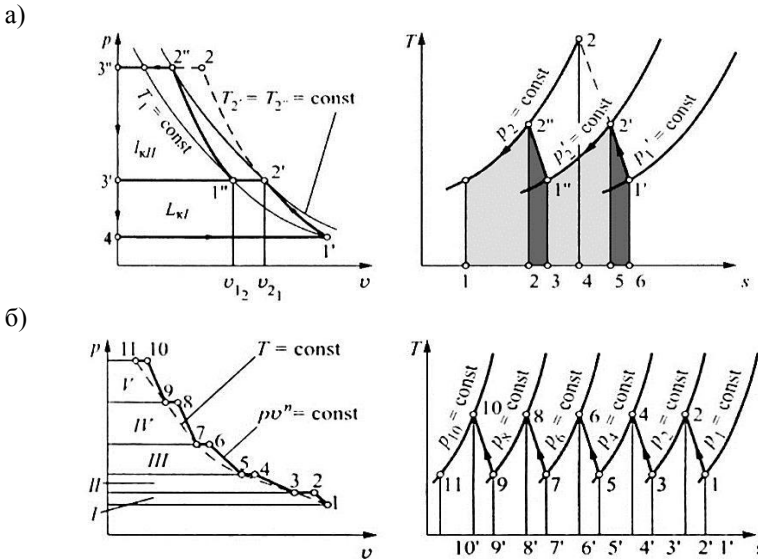 а)
p
T
3''
2''
2
2
T₂' = T₂'' = const
T₁ = const
p₂ = const
p₂' = const
p₁' = const
lкII
2''
2'
3'
2'
1''
1''
1'
LкI
4
1'
v₁₂
v₂₁
v
1
2
3
4
5
6
s
б)
p
T
11
10
T = const
V
9
8
pvⁿ = const
p₁₀ = const
p₈ = const
p₆ = const
p₄ = const
p₂ = const
p₁ = const
10
8
6
4
2
IV
7
6
III
5
4
11
9
7
5
3
1
II
3
2
I
1
v
10'
9'
8'
7'
6'
5'
4'
3'
2'
1'
s